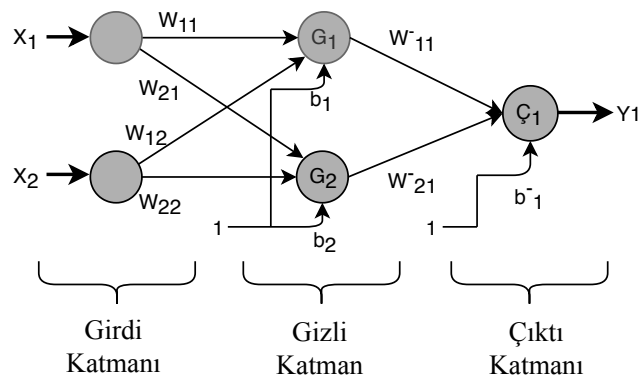 X1
W11
G1
W-11
W21
b1
Ç1
Y1
W12
X2
W22
G2
W-21
1
b2
b-1
1
Girdi
Katmanı
Gizli
Katman
Çıktı
Katmanı